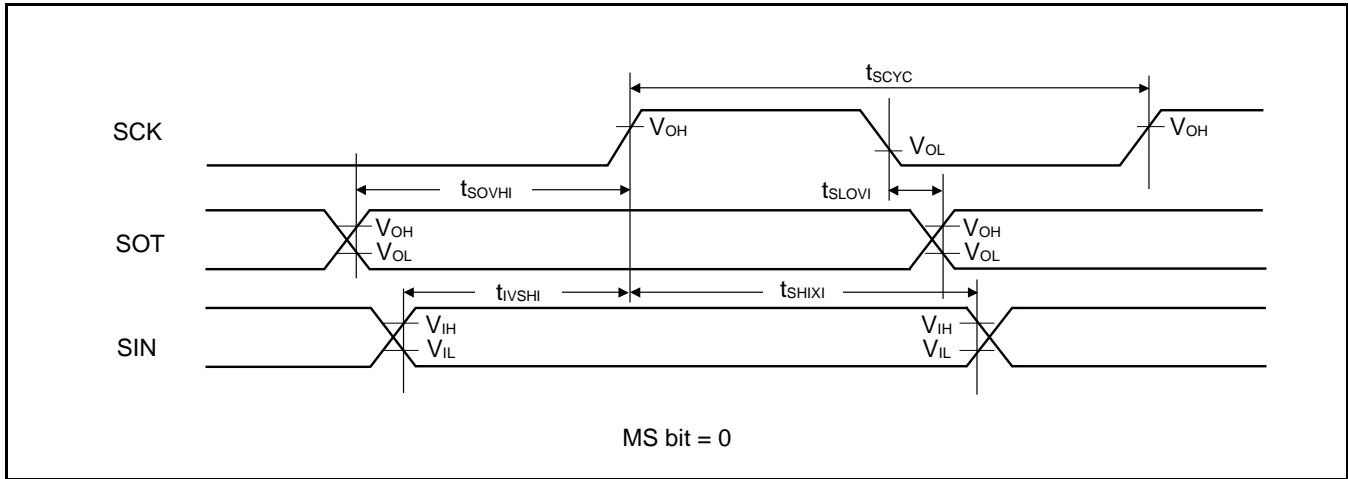 tSCYC
SCK
VOH
VOL
VOH
tSOVHI
tSLOVI
SOT
VOH
VOL
VOH
VOL
tIVSHI
tSHIXI
SIN
VIH
VIL
VIH
VIL
MS bit = 0